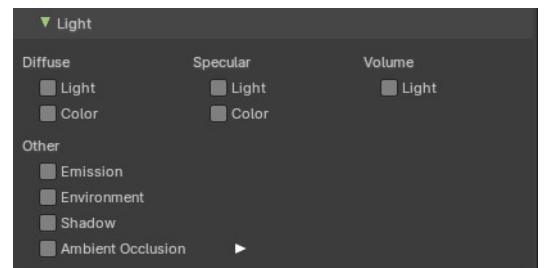 Light
Diffuse Specular Volume
Light Light Light
Color Color
Other
Emission
Environment
Shadow
Ambient Occlusion